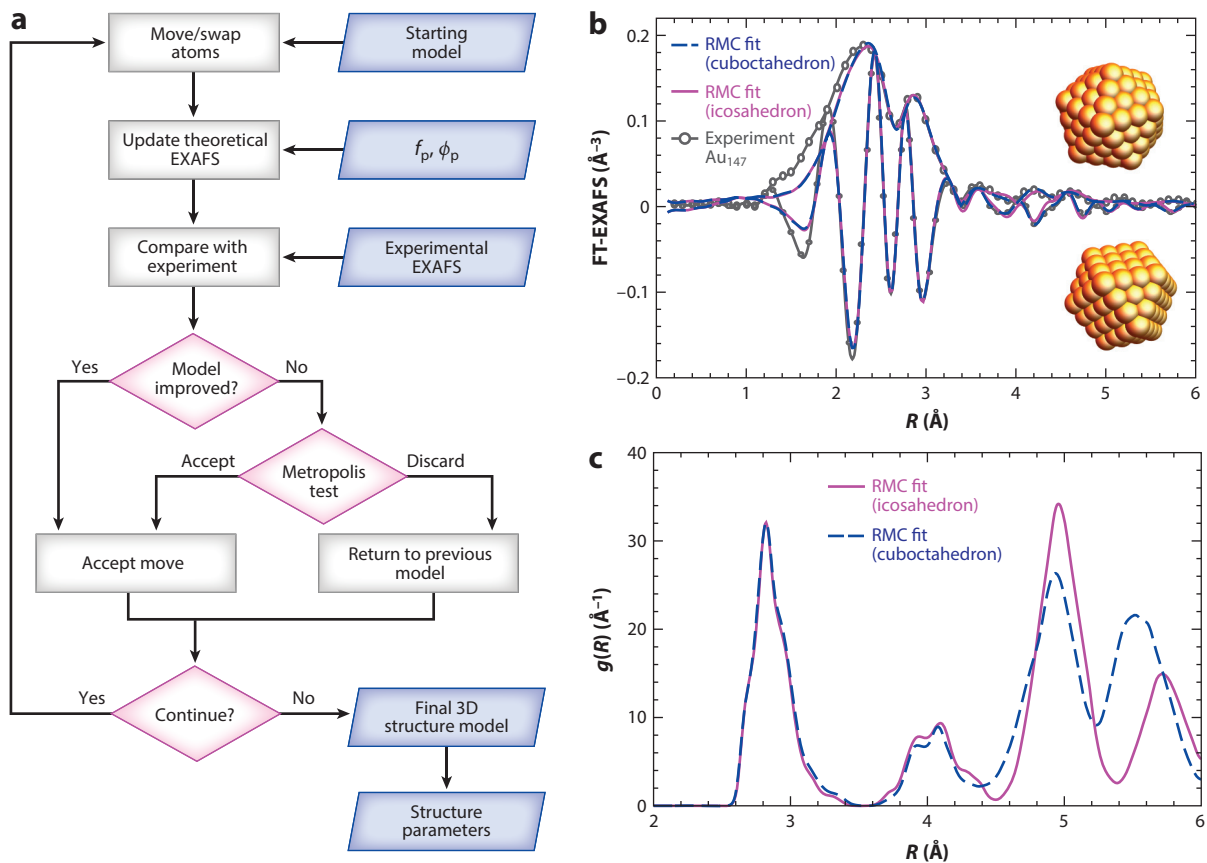 a
Move/swap
atoms
Starting
model
Update theoretical
EXAFS
fp, ϕp
Compare with
experiment
Experimental
EXAFS
Yes
Model
improved?
No
Accept
Metropolis
test
Discard
Accept move
Return to previous
model
Yes
Continue?
No
Final 3D
structure model
Structure
parameters
b
RMC fit
(cuboctahedron)
RMC fit
(icosahedron)
Experiment
Au147
FT-EXAFS (Å−3)
0.2
0.1
0
−0.1
−0.2
0 1 2 3 4 5 6
R (Å)
c
RMC fit
(icosahedron)
RMC fit
(cuboctahedron)
g(R) (Å−1)
40
30
20
10
0
2 3 4 5 6
R (Å)